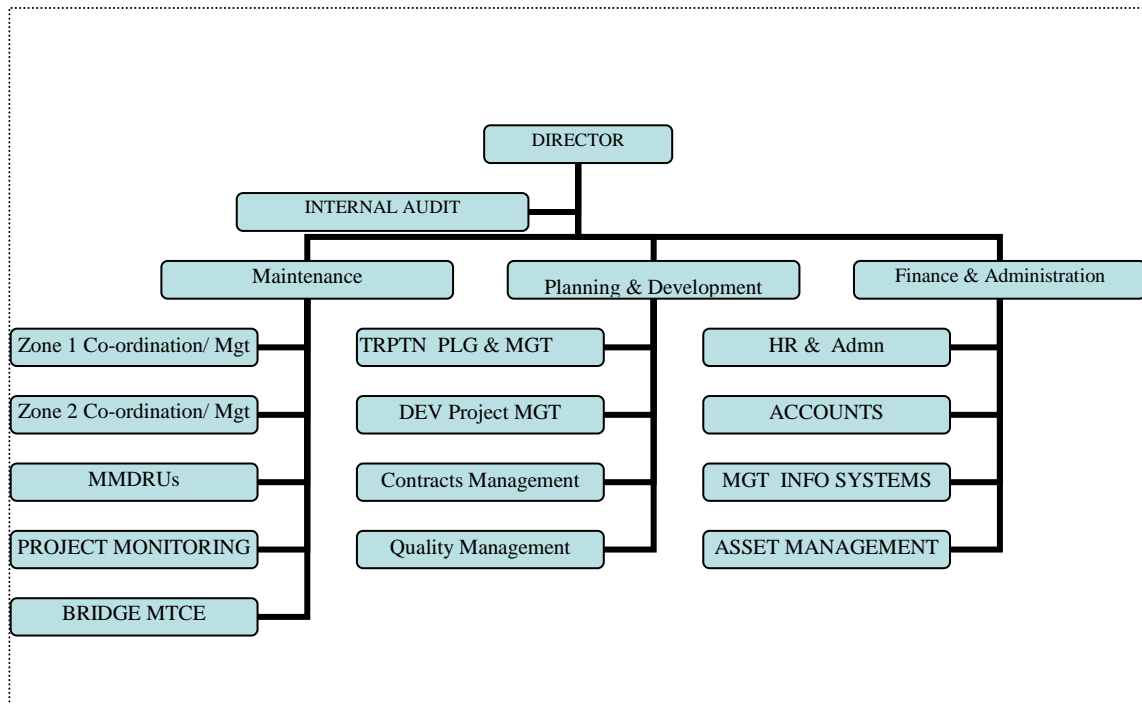 DIRECTOR
INTERNAL AUDIT
Maintenance
Planning & Development
Finance & Administration
Zone 1 Co-ordination/ Mgt
TRPTN PLG & MGT
HR & Admn
Zone 2 Co-ordination/ Mgt
DEV Project MGT
ACCOUNTS
MMDRUs
Contracts Management
MGT INFO SYSTEMS
PROJECT MONITORING
Quality Management
ASSET MANAGEMENT
BRIDGE MTCE